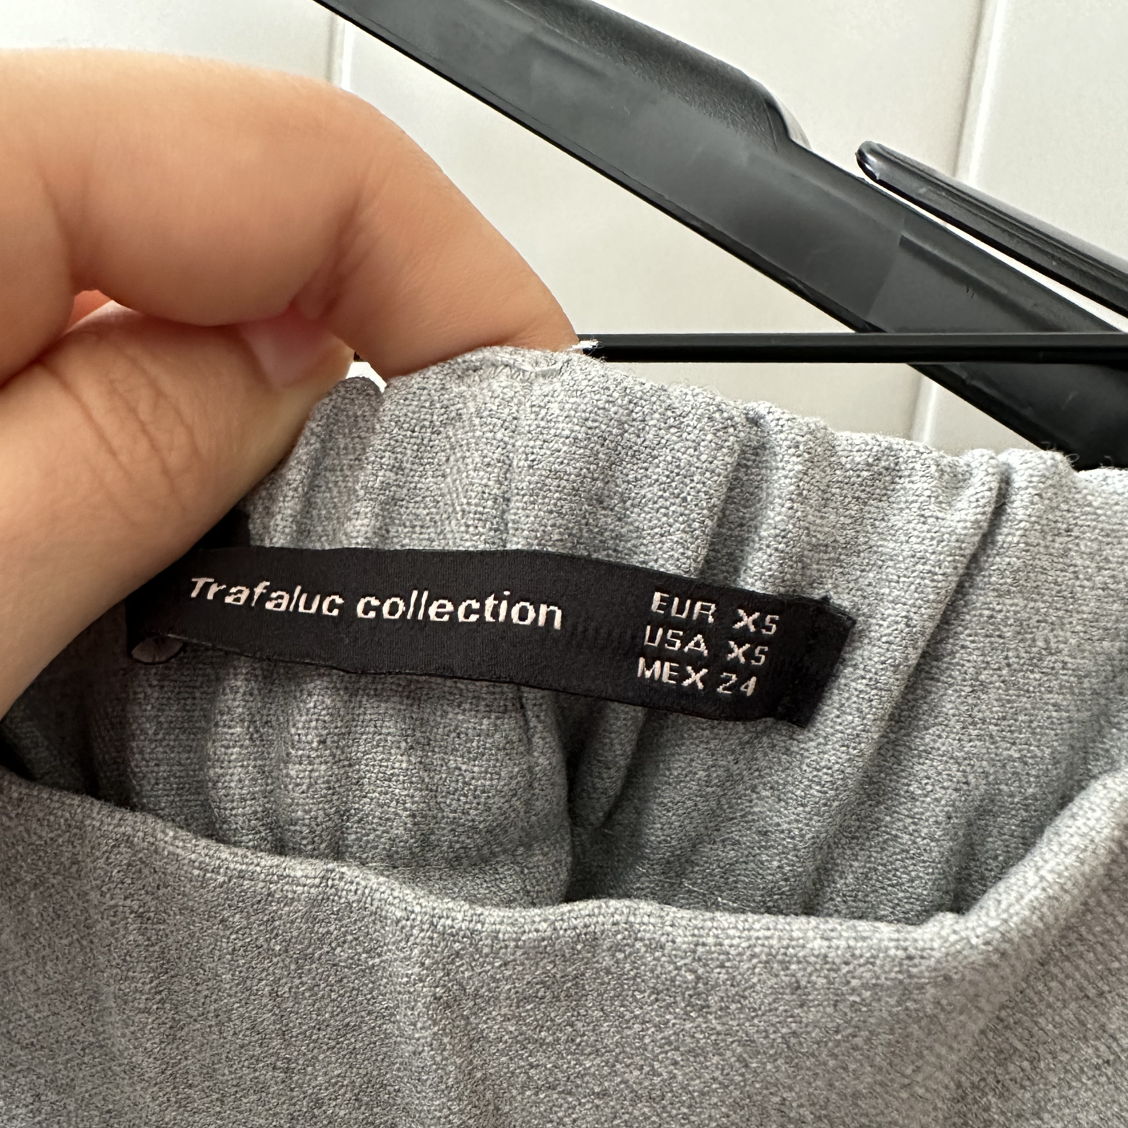 Trafaluc collection
EUR XS
USA XS
MEX 24